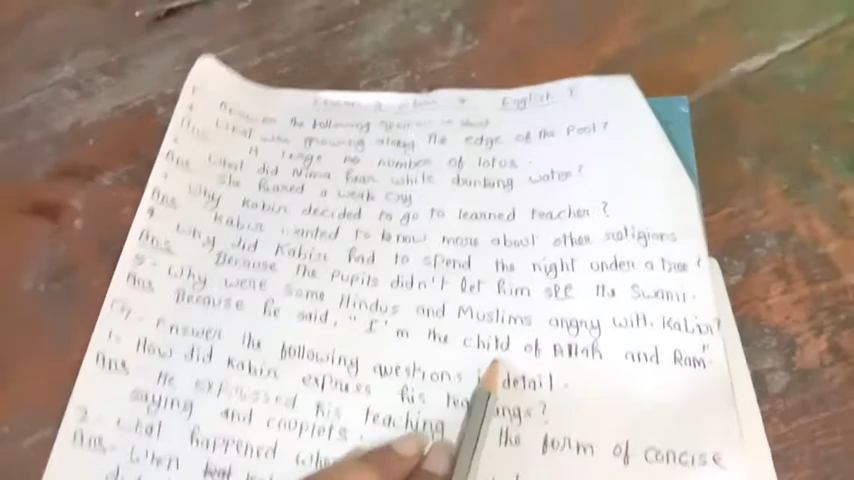 English
Answer the following question in short
What was growing along the edge of the Pool?
Ans A large no number of lotus.
What did Nima hear while drinking water?
Ans She heared a weak cry
Why Kabir decided to go to learned teacher?
Ans Kabir wanted to know more about other religions
4. Why did Kabir had to spend the night under a tree?
Ans. Because the Pupils didn't let him see the Swami.
5. Why were some Hindus and Muslims angry with Kabir?
Ans Because he said, "I'm the child of Allah and Ram"
Answer the following questions in detail.
1. How did Kabir express his teachings?
Ans He expressed his teaching the form of concise
saying and couplets.
2. What happened
Ans- When